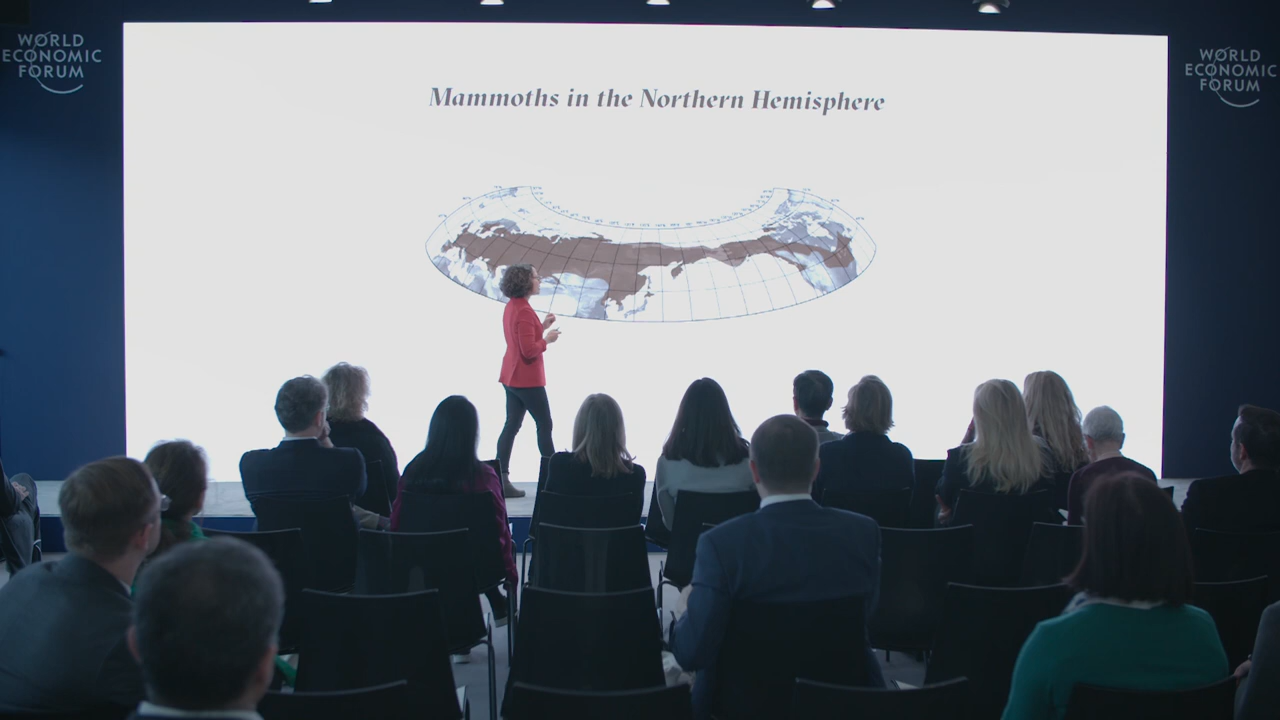 WORLD
ECONOMIC
FORUM
Mammoths in the Northern Hemisphere
WORLD
ECONOMIC
FORUM